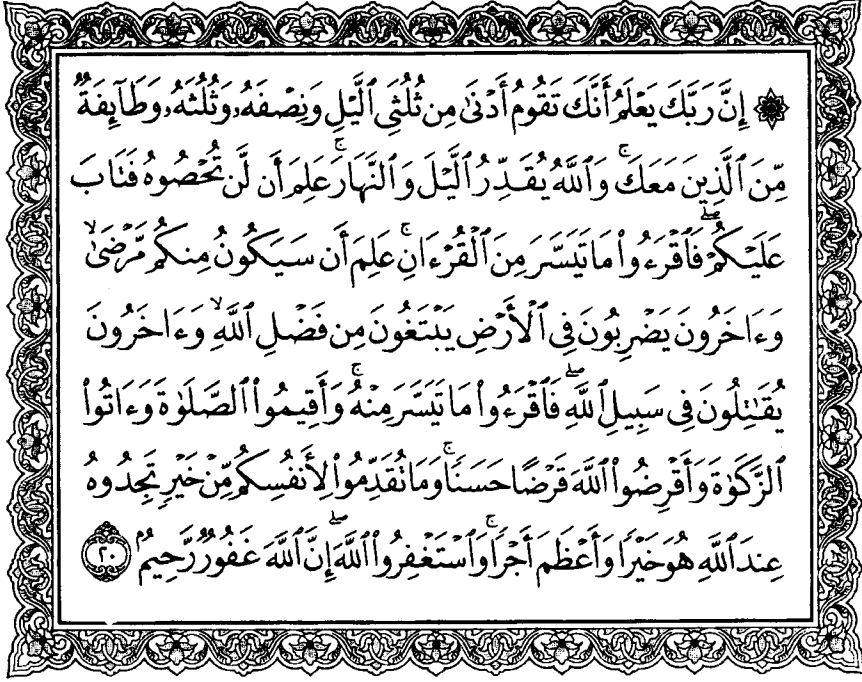 ۞ إِنَّ رَبَّكَ يَعْلَمُ أَنَّكَ تَقُومُ أَدْنَىٰ مِن ثُلُثَىِ ٱلَّيْلِ وَنِصْفَهُۥ وَثُلُثَهُۥ وَطَآئِفَةٌ
مِّنَ ٱلَّذِينَ مَعَكَ ۚ وَٱللَّهُ يُقَدِّرُ ٱلَّيْلَ وَٱلنَّهَارَ ۚ عَلِمَ أَن لَّن تُحْصُوهُ فَتَابَ
عَلَيْكُمْ ۖ فَٱقْرَءُوا۟ مَا تَيَسَّرَ مِنَ ٱلْقُرْءَانِ ۚ عَلِمَ أَن سَيَكُونُ مِنكُم مَّرْضَىٰ ۙ
وَءَاخَرُونَ يَضْرِبُونَ فِى ٱلْأَرْضِ يَبْتَغُونَ مِن فَضْلِ ٱللَّهِ ۙ وَءَاخَرُونَ
يُقَـٰتِلُونَ فِى سَبِيلِ ٱللَّهِ ۖ فَٱقْرَءُوا۟ مَا تَيَسَّرَ مِنْهُ ۚ وَأَقِيمُوا۟ ٱلصَّلَوٰةَ وَءَاتُوا۟
ٱلزَّكَوٰةَ وَأَقْرِضُوا۟ ٱللَّهَ قَرْضًا حَسَنًا ۚ وَمَا تُقَدِّمُوا۟ لِأَنفُسِكُم مِّنْ خَيْرٍ تَجِدُوهُ
عِندَ ٱللَّهِ هُوَ خَيْرًا وَأَعْظَمَ أَجْرًا ۚ وَٱسْتَغْفِرُوا۟ ٱللَّهَ ۖ إِنَّ ٱللَّهَ غَفُورٌ رَّحِيمٌۢ ٢٠